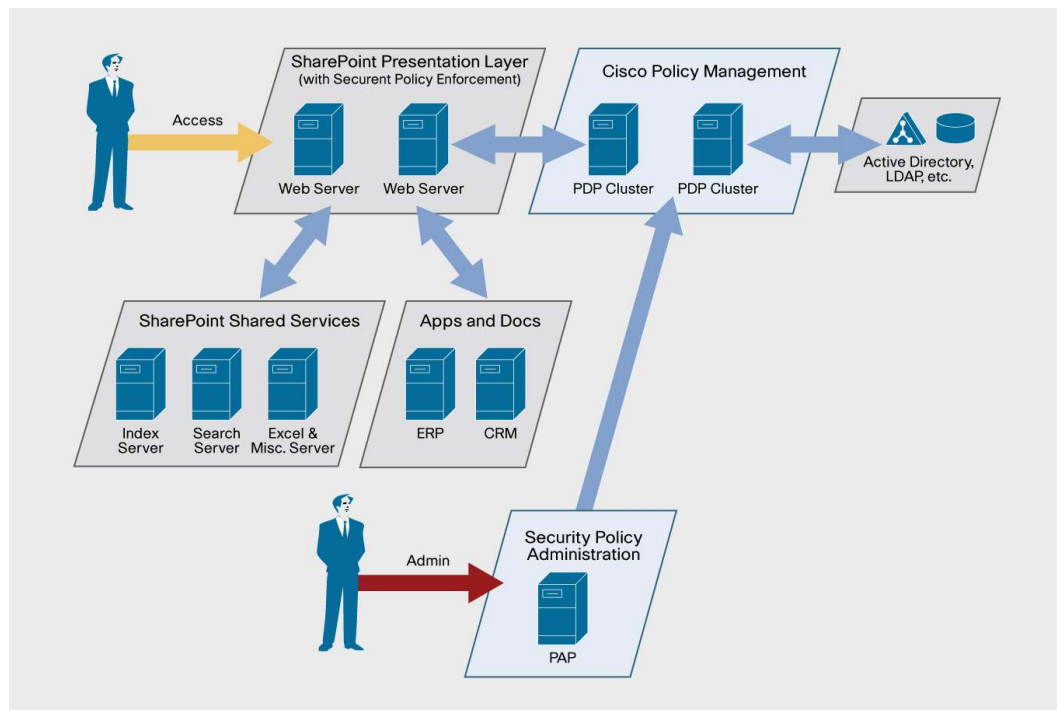 SharePoint Presentation Layer
(with Securent Policy Enforcement)
Cisco Policy Management
Access
Web Server
Web Server
PDP Cluster
PDP Cluster
Active Directory,
LDAP, etc.
SharePoint Shared Services
Apps and Docs
Index
Server
Search
Server
Excel &
Misc. Server
ERP
CRM
Security Policy
Administration
Admin
PAP